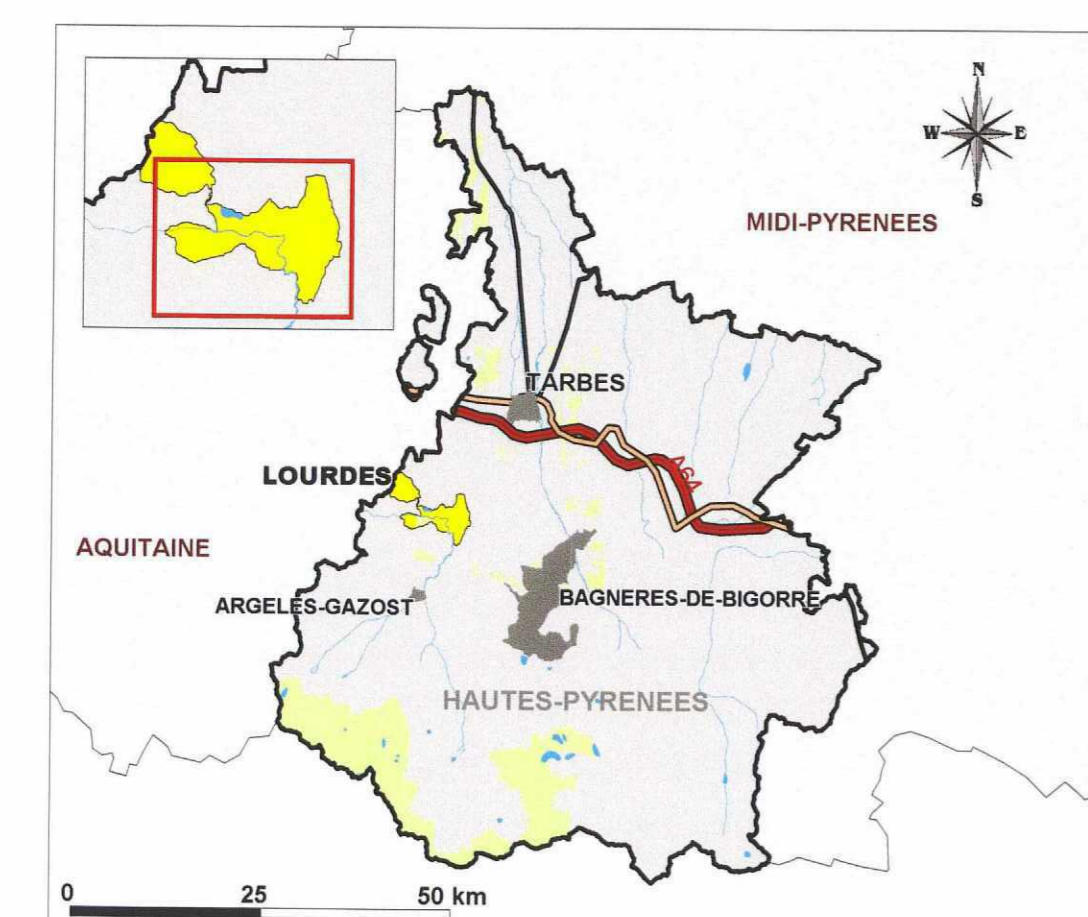 N
W E
S
MIDI-PYRENEES
TARBES
A64
LOURDES
AQUITAINE
ARGELES-GAZOST
BAGNERES-DE-BIGORRE
HAUTES-PYRENEES
0 25 50 km